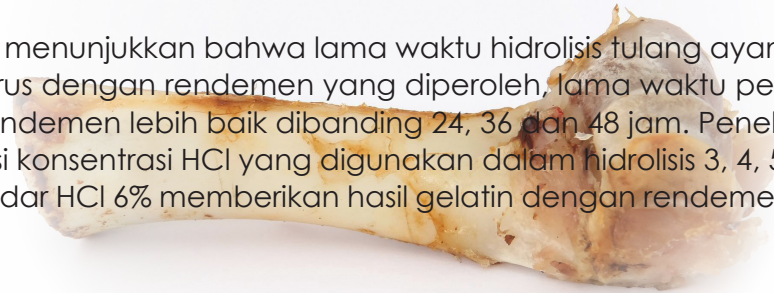 menunjukkan bahwa lama waktu hidrolisis tulang ayam
rus dengan rendemen yang diperoleh, lama waktu pe
ndemen lebih baik dibanding 24, 36 dan 48 jam. Penel
si konsentrasi HCl yang digunakan dalam hidrolisis 3, 4, 5
dar HCl 6% memberikan hasil gelatin dengan rendeme